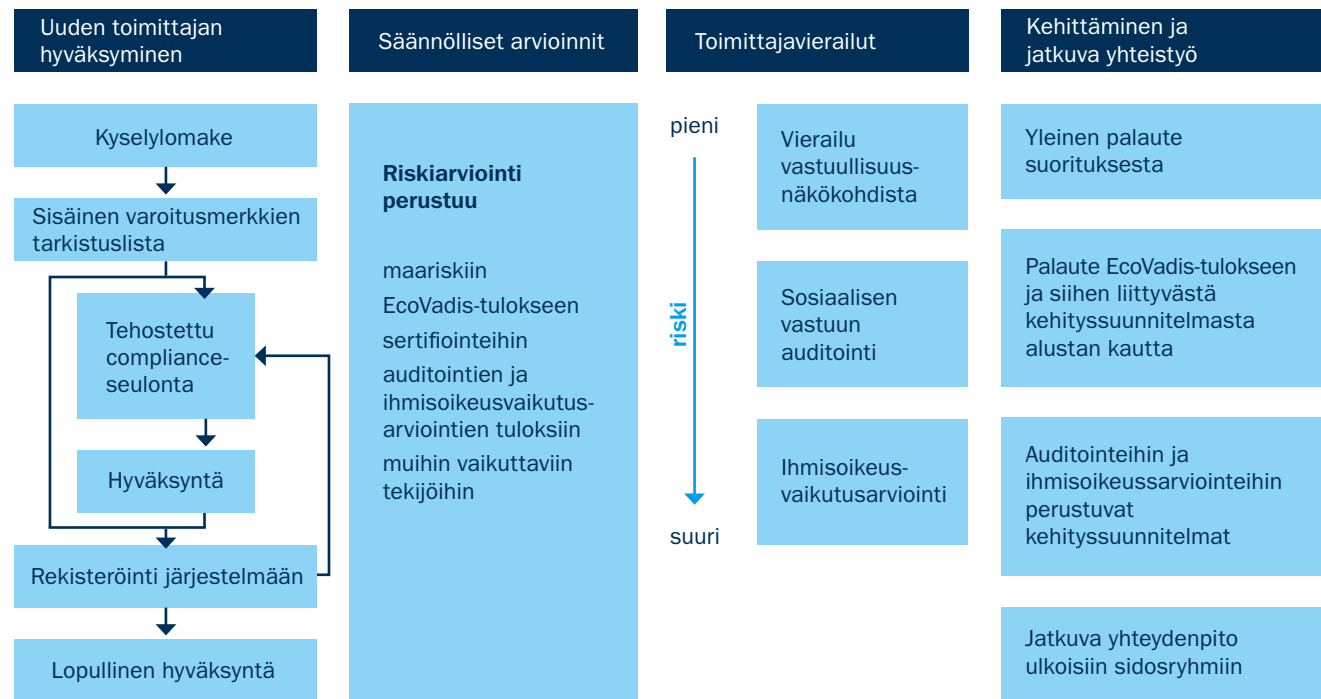 Uuden toimittajan
hyväksyminen
Kyselylomake
Sisäinen varoitusmerkkien
tarkistuslista
Tehostettu
compliance-
seulonta
Hyväksyntä
Rekisteröinti järjestelmään
Lopullinen hyväksyntä
Säännölliset arvioinnit
Riskiarviointi
perustuu
maariskiin
EcoVadis-tulokseen
sertifiointeihin
auditointien ja
ihmisoikeusvaikutus-
arviointien tuloksiin
muihin vaikuttaviin
tekijöihin
Toimittajavierailut
pieni
riski
suuri
Vierailu
vastuullisuus-
näkökohdista
Sosiaalisen
vastuun
auditointi
Ihmisoikeus-
vaikutusarviointi
Kehittäminen ja
jatkuva yhteistyö
Yleinen palaute
suorituksesta
Palaute EcoVadis-tulokseen
ja siihen liittyvästä
kehityssuunnitelmasta
alustan kautta
Auditointeihin ja
ihmisoikeussarviointeihin
perustuvat
kehityssuunnitelmat
Jatkuva yhteydenpito
ulkoisiin sidosryhmiin